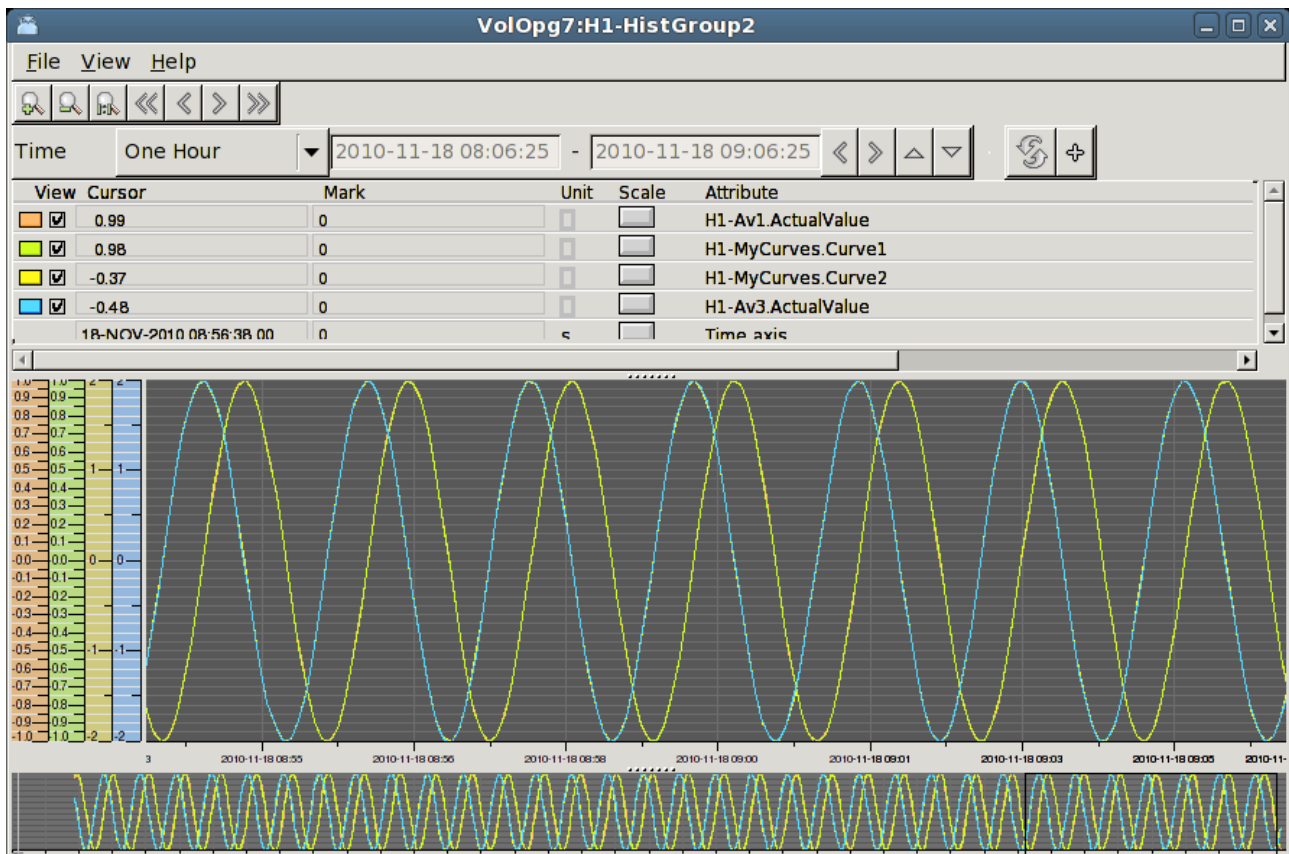 VolOpg7:H1-HistGroup2
File View Help
Time One Hour 2010-11-18 08:06:25 - 2010-11-18 09:06:25
View Cursor Mark Unit Scale Attribute
0.99 0 H1-Av1.ActualValue
0.98 0 H1-MyCurves.Curve1
-0.37 0 H1-MyCurves.Curve2
-0.48 0 H1-Av3.ActualValue
18-NOV-2010 08:56:38.00 0 s Time axis
1.0 1.0 2 2
0.9 0.9
0.8 0.8
0.7 0.7
0.6 0.6
0.5 0.5 1 1
0.4 0.4
0.3 0.3
0.2 0.2
0.1 0.1
0.0 0.0 0 0
-0.1 -0.1
-0.2 -0.2
-0.3 -0.3
-0.4 -0.4
-0.5 -0.5 -1 -1
-0.6 -0.6
-0.7 -0.7
-0.8 -0.8
-0.9 -0.9
-1.0 -1.0 -2 -2
3 2010-11-18 08:55 2010-11-18 08:56 2010-11-18 08:58 2010-11-18 09:00 2010-11-18 09:01 2010-11-18 09:03 2010-11-18 09:05 2010-11-